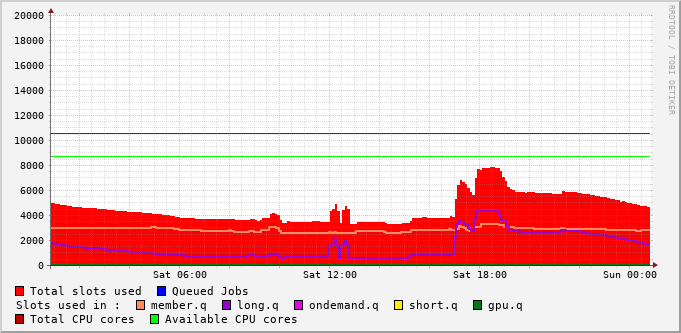 RRDTOOL / TOBI OETIKER
20000
18000
16000
14000
12000
10000
8000
6000
4000
2000
0
Sat 06:00 Sat 12:00 Sat 18:00 Sun 00:00
Total slots used Queued Jobs
Slots used in : member.q long.q ondemand.q short.q gpu.q
Total CPU cores Available CPU cores